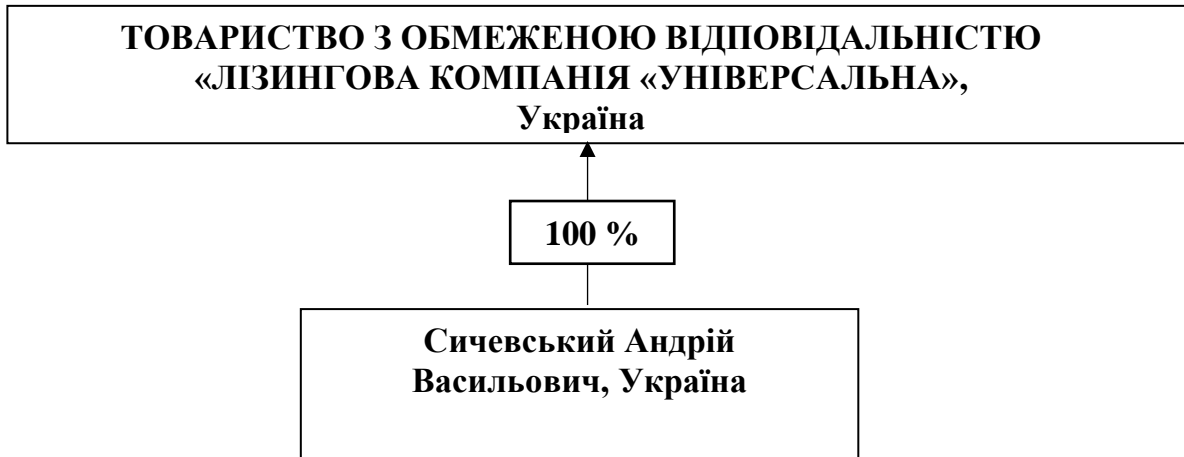 ТОВАРИСТВО З ОБМЕЖЕНОЮ ВІДПОВІДАЛЬНІСТЮ
«ЛІЗИНГОВА КОМПАНІЯ «УНІВЕРСАЛЬНА»,
Україна
100 %
Сичевський Андрій
Васильович, Україна